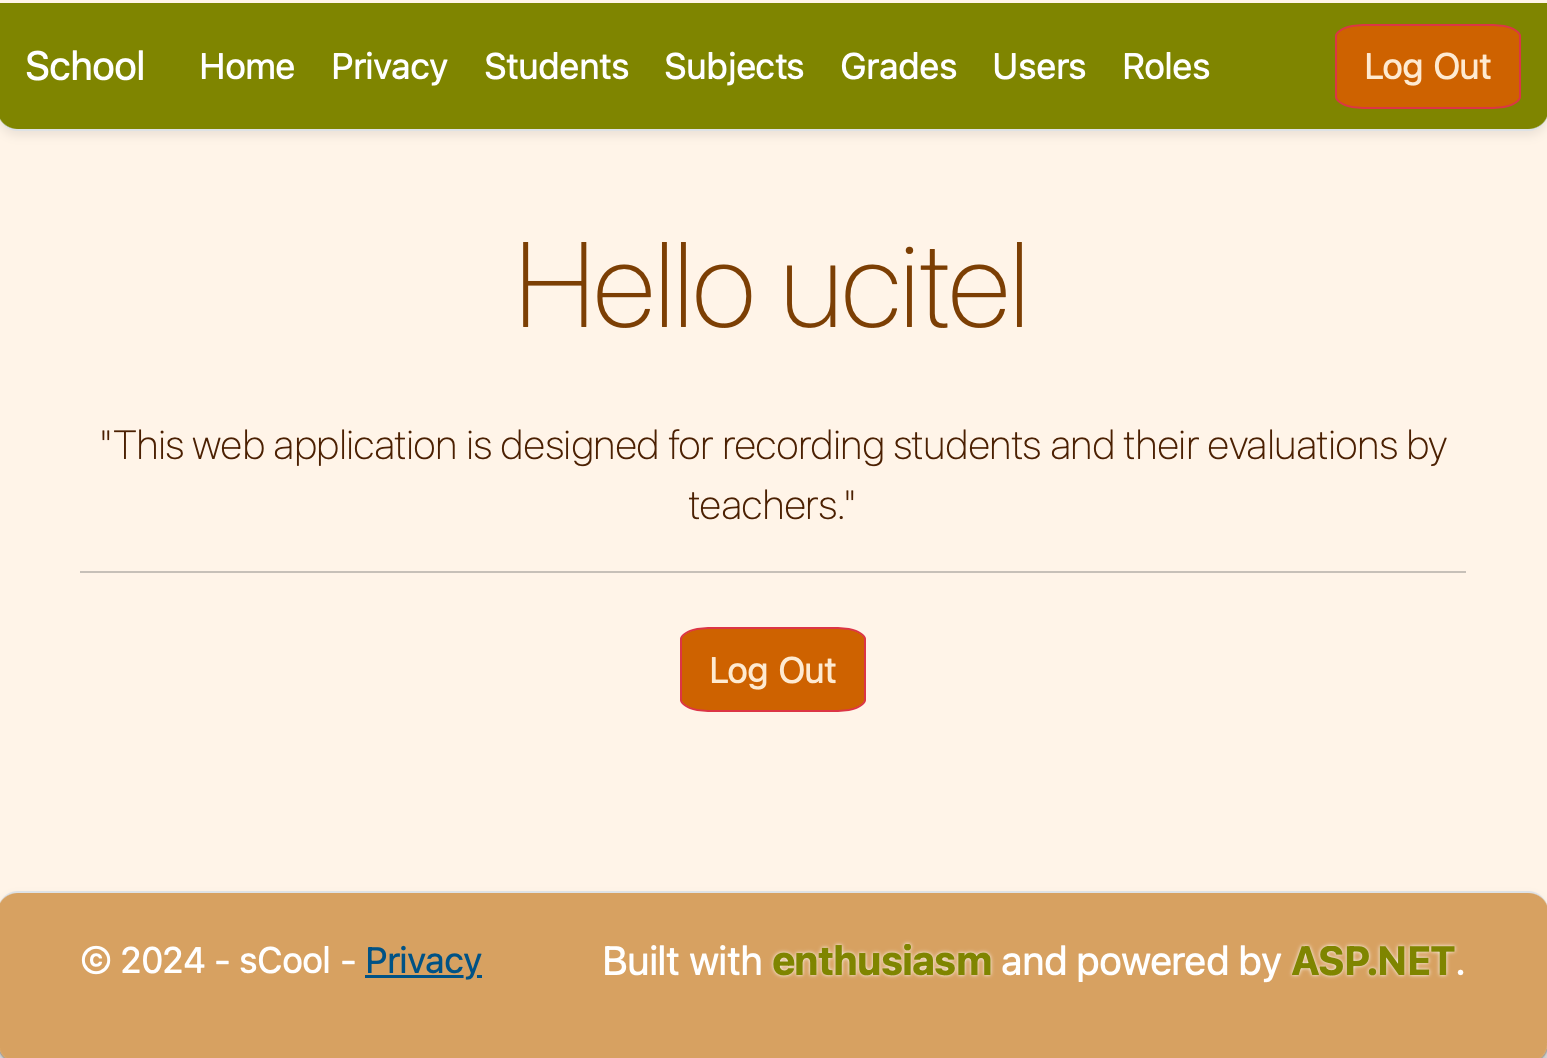 School Home Privacy Students Subjects Grades Users Roles Log Out
Hello ucitel
"This web application is designed for recording students and their evaluations by
teachers."
Log Out
© 2024 - sCool - Privacy Built with enthusiasm and powered by ASP.NET.